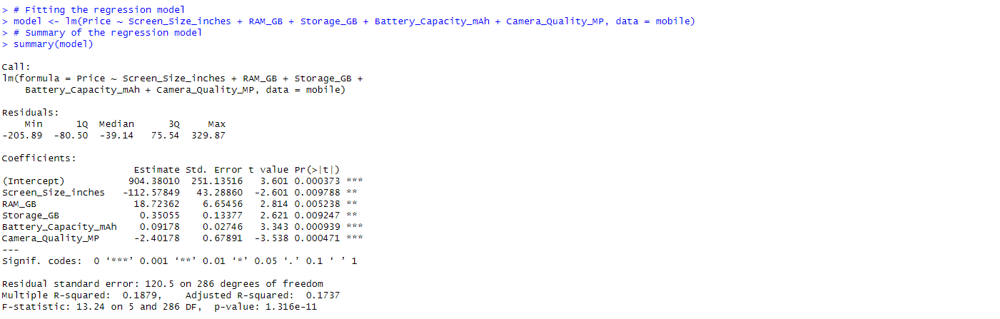 > # Fitting the regression model
> model <- lm(Price ~ Screen_Size_inches + RAM_GB + Storage_GB + Battery_Capacity_mAh + Camera_Quality_MP, data = mobile)
> # Summary of the regression model
> summary(model)
Call:
lm(formula = Price ~ Screen_Size_inches + RAM_GB + Storage_GB +
    Battery_Capacity_mAh + Camera_Quality_MP, data = mobile)
Residuals:
    Min      1Q  Median      3Q     Max
-205.89  -80.50  -39.14   75.54  329.87
Coefficients:
                       Estimate Std. Error t value Pr(>|t|)
(Intercept)           904.38010  251.13516   3.601 0.000373 ***
Screen_Size_inches   -112.57849   43.28860  -2.601 0.009788 **
RAM_GB                 18.72362    6.65456   2.814 0.005238 **
Storage_GB              0.35055    0.13377   2.621 0.009247 **
Battery_Capacity_mAh    0.09178    0.02746   3.343 0.000939 ***
Camera_Quality_MP      -2.40178    0.67891  -3.538 0.000471 ***
---
Signif. codes:  0 ‘***’ 0.001 ‘**’ 0.01 ‘*’ 0.05 ‘.’ 0.1 ‘ ’ 1
Residual standard error: 120.5 on 286 degrees of freedom
Multiple R-squared:  0.1879,    Adjusted R-squared:  0.1737
F-statistic: 13.24 on 5 and 286 DF,  p-value: 1.316e-11